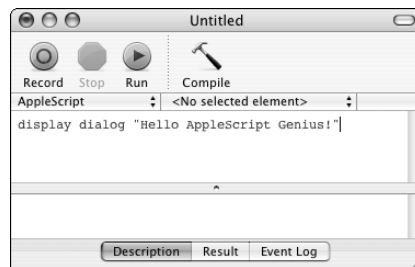 Untitled
Record Stop Run Compile
AppleScript <No selected element>
display dialog "Hello AppleScript Genius!"
Description Result Event Log